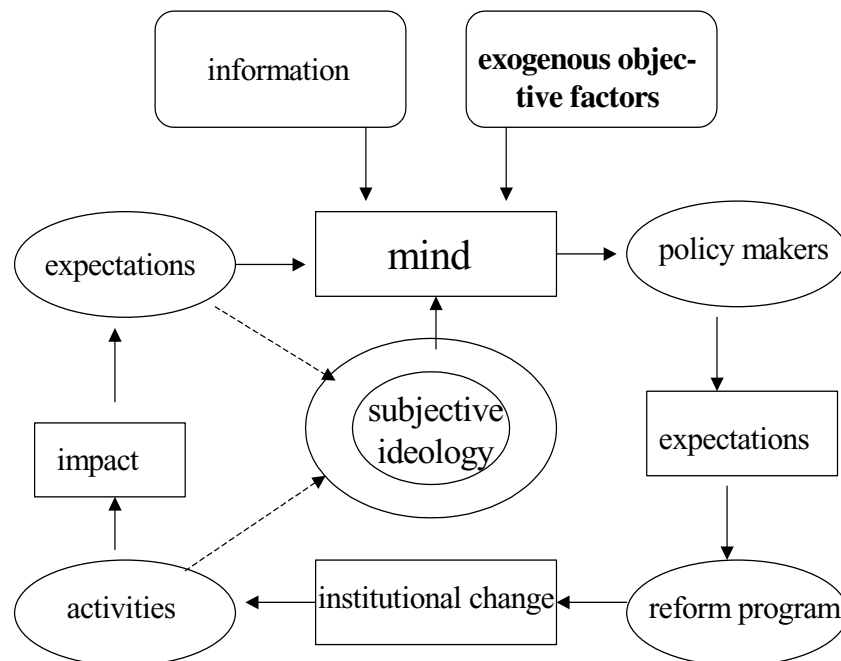 information
exogenous objec-
tive factors
expectations
mind
policy makers
subjective
ideology
impact
expectations
activities
institutional change
reform program